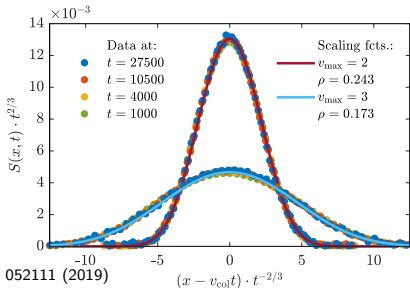 ×10⁻³
14
12
10
8
6
4
2
0
S(x, t) · t^{2/3}
Data at:
t = 27500
t = 10500
t = 4000
t = 1000
Scaling fcts.:
v_max = 2
ρ = 0.243
v_max = 3
ρ = 0.173
-10 -5 0 5 10
(x − v_col t) · t^{−2/3}
052111 (2019)